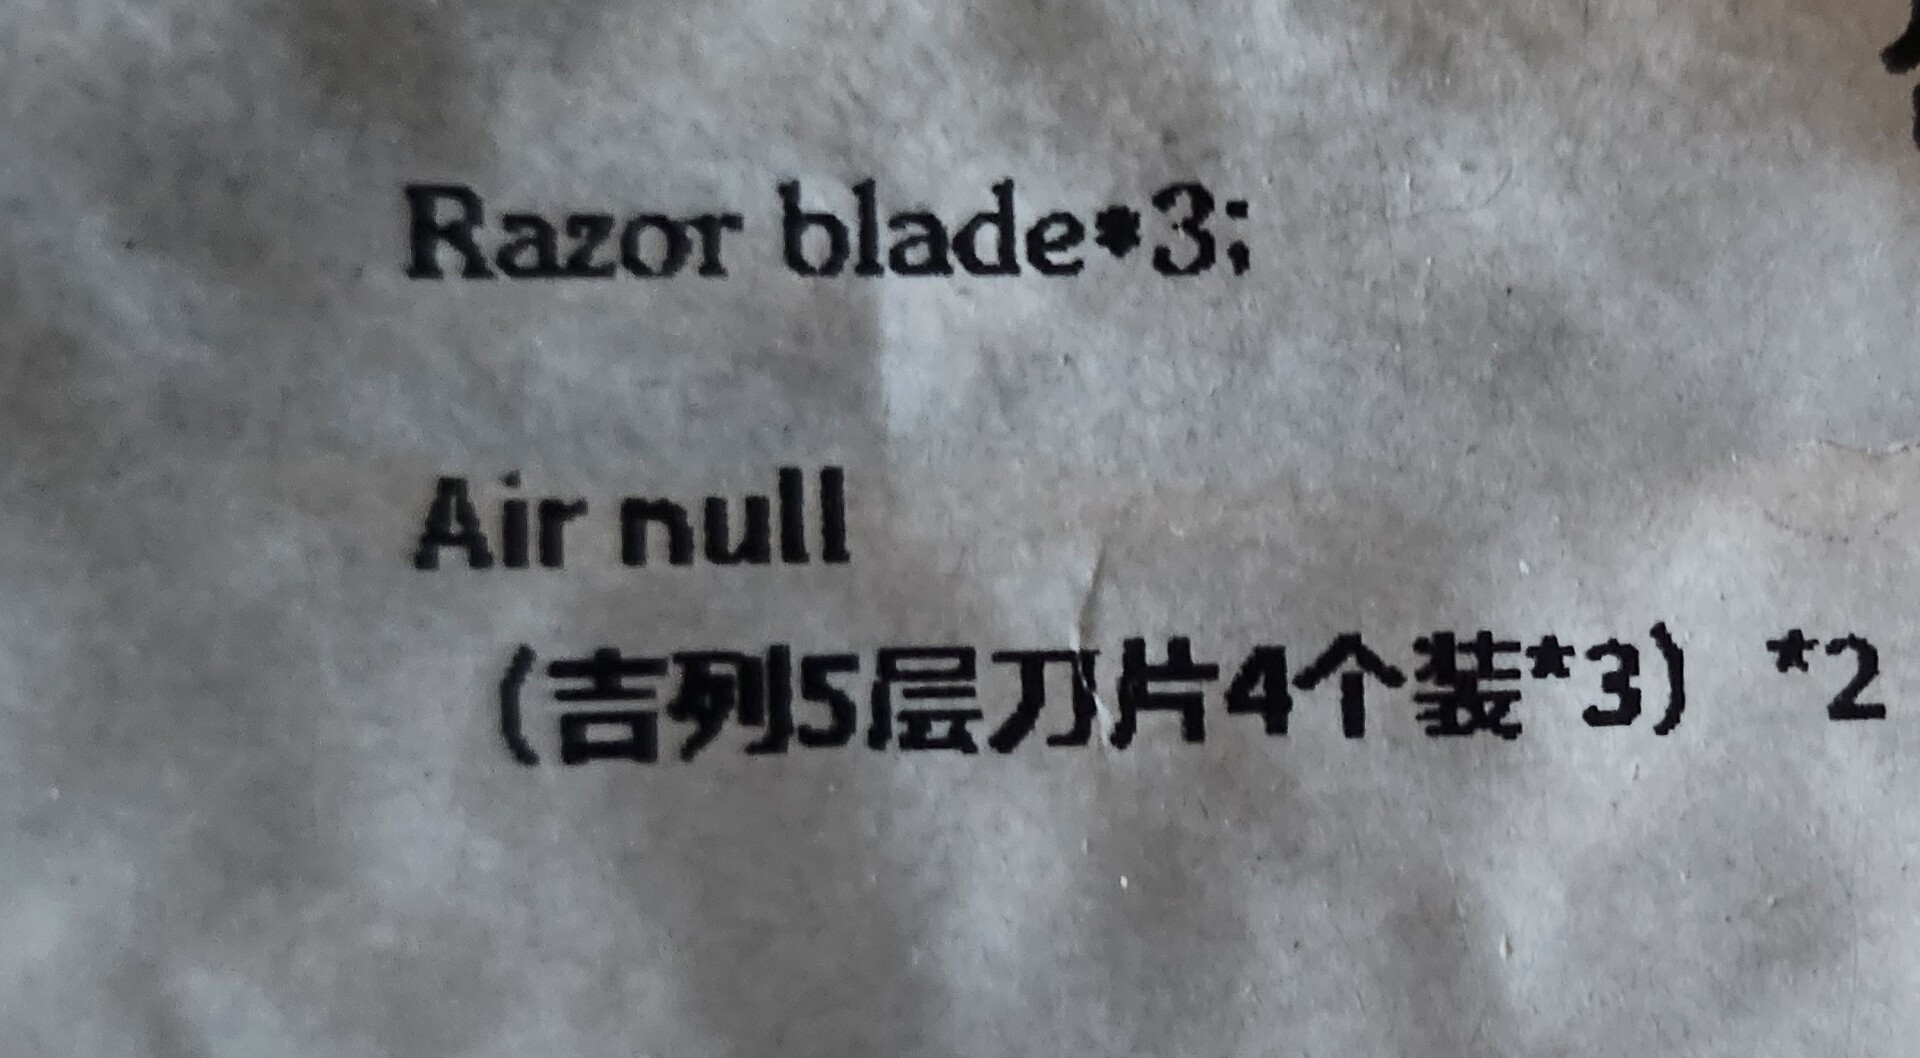 Razor blade*3;
Air null
(吉列5层刀片4个装*3) *2